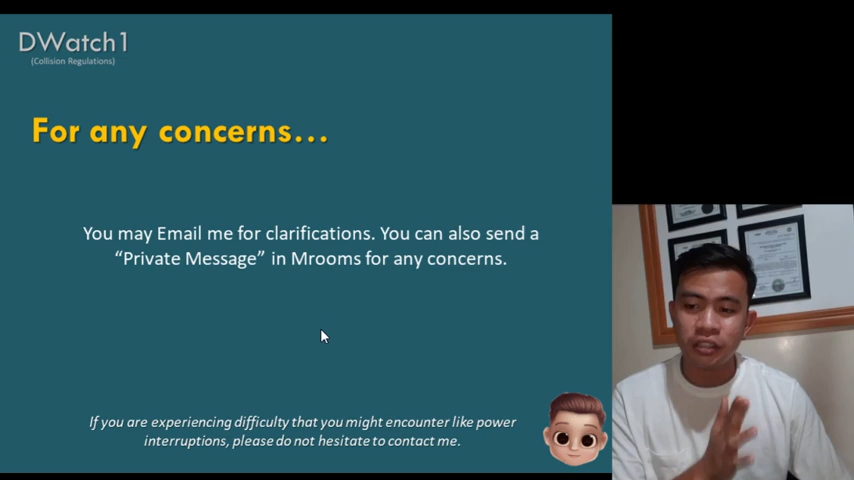 DWatch1
(Collision Regulations)
For any concerns...
You may Email me for clarifications. You can also send a
“Private Message” in Mrooms for any concerns.
If you are experiencing difficulty that you might encounter like power
interruptions, please do not hesitate to contact me.